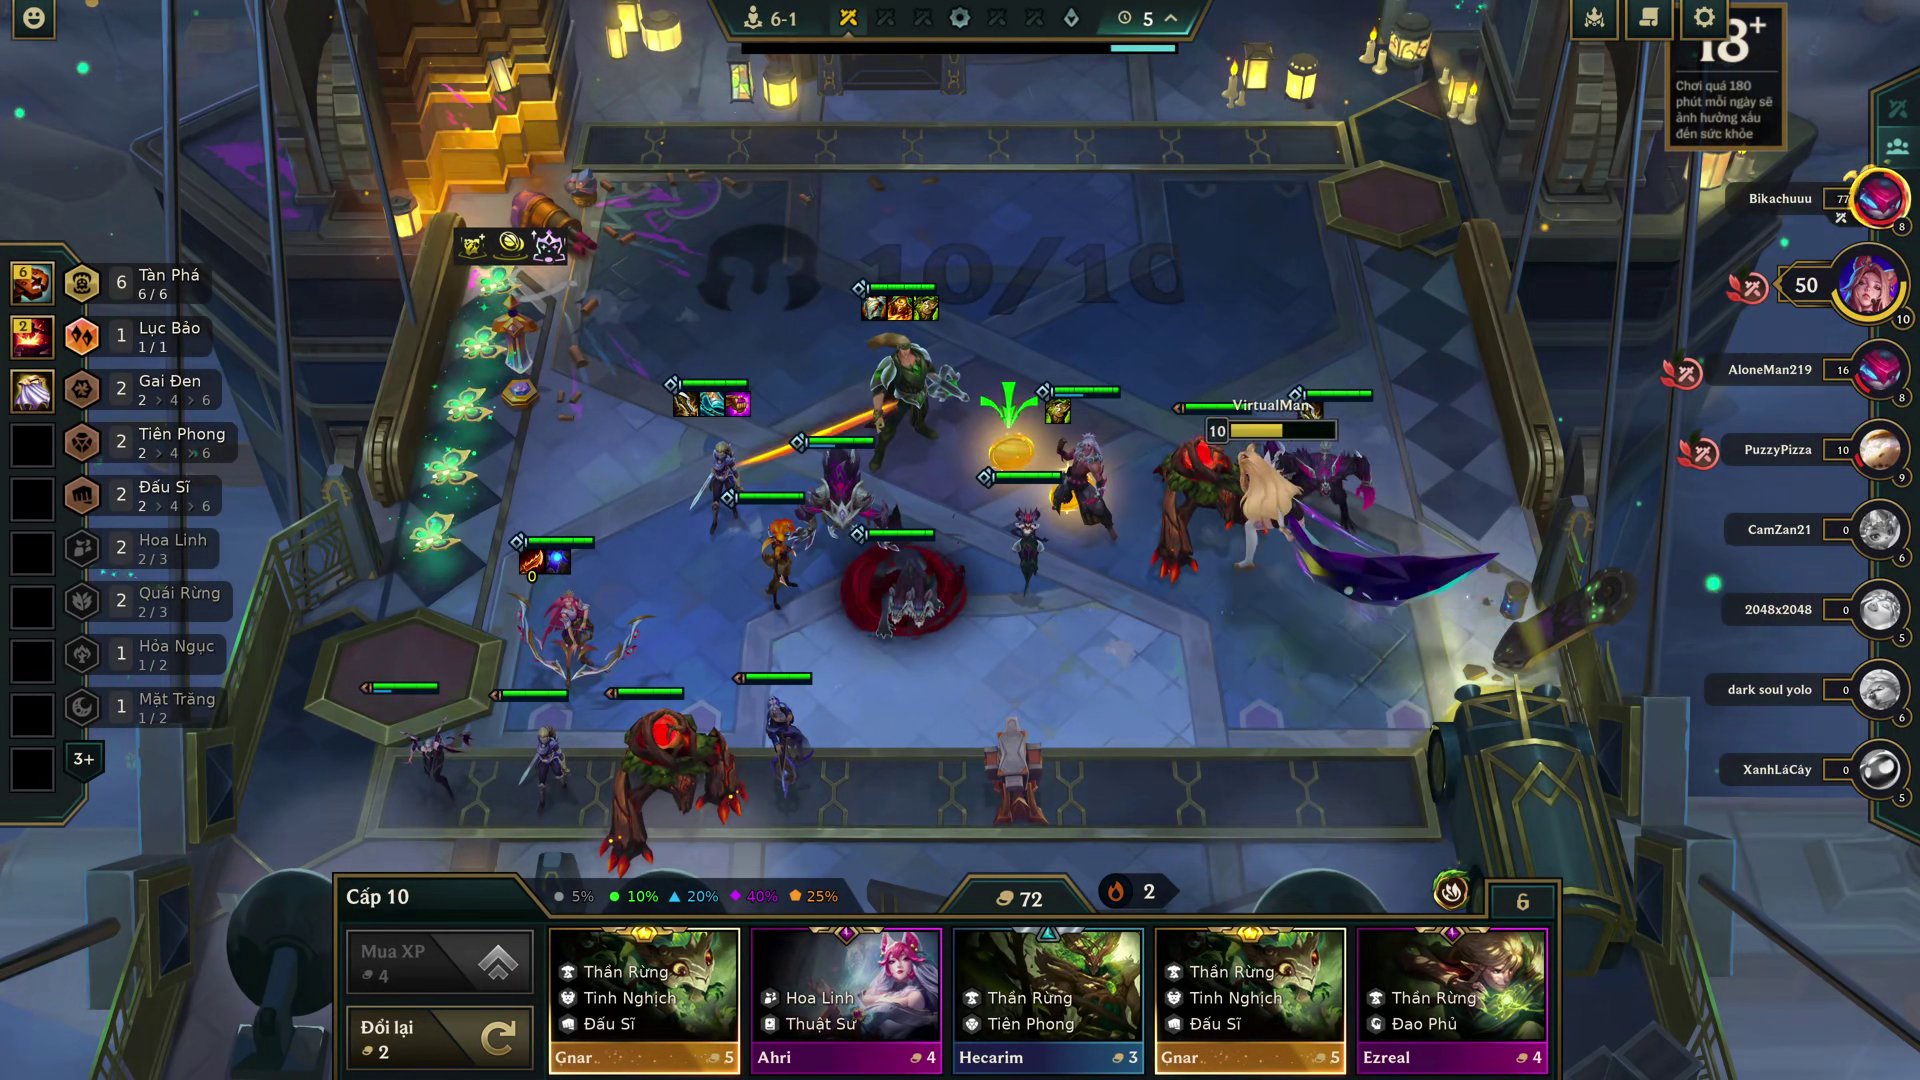 6-1
5
18+
Chơi quá 180
phút mỗi ngày sẽ
ảnh hưởng xấu
đến sức khỏe
10/10
Bikachuuu 77
8
50
10
AloneMan219 16
8
PuzzyPizza 10
9
CamZan21 0
6
2048x2048 0
5
dark soul yolo 0
6
XanhLáCây 0
5
6
6 Tàn Phá
6 / 6
2
1 Lục Bảo
1 / 1
2 Gai Đen
2 > 4 > 6
2 Tiên Phong
2 > 4 > 6
2 Đấu Sĩ
2 > 4 > 6
2 Hoa Linh
2 / 3
2 Quái Rừng
2 / 3
1 Hỏa Ngục
1 / 2
1 Mặt Trăng
1 / 2
3+
VirtualMan
10
0
Cấp 10
5% 10% 20% 40% 25%
72
2
6
Mua XP
4
Đổi lại
2
Thần Rừng
Tinh Nghịch
Đấu Sĩ
Gnar 5
Hoa Linh
Thuật Sư
Ahri 4
Thần Rừng
Tiên Phong
Hecarim 3
Thần Rừng
Tinh Nghịch
Đấu Sĩ
Gnar 5
Thần Rừng
Đao Phủ
Ezreal 4